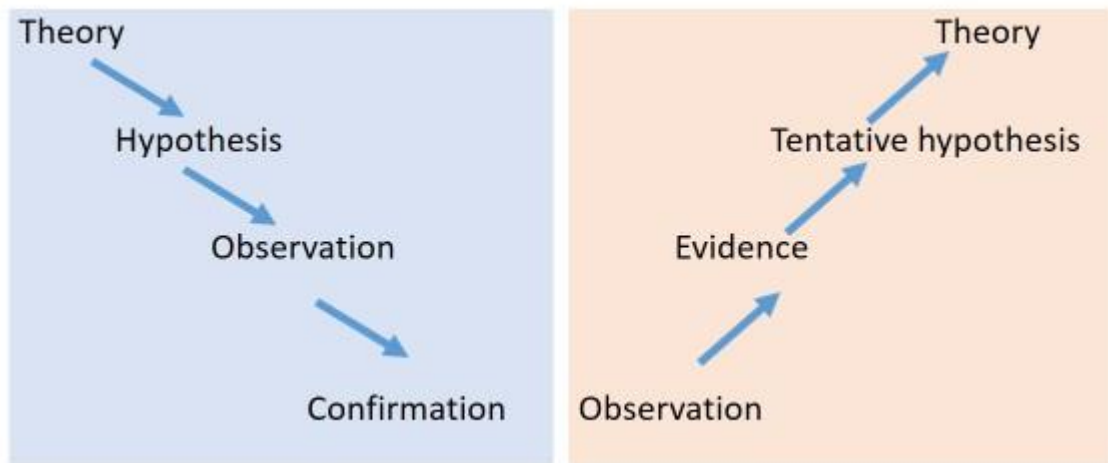 Theory
Hypothesis
Observation
Confirmation
Theory
Tentative hypothesis
Evidence
Observation